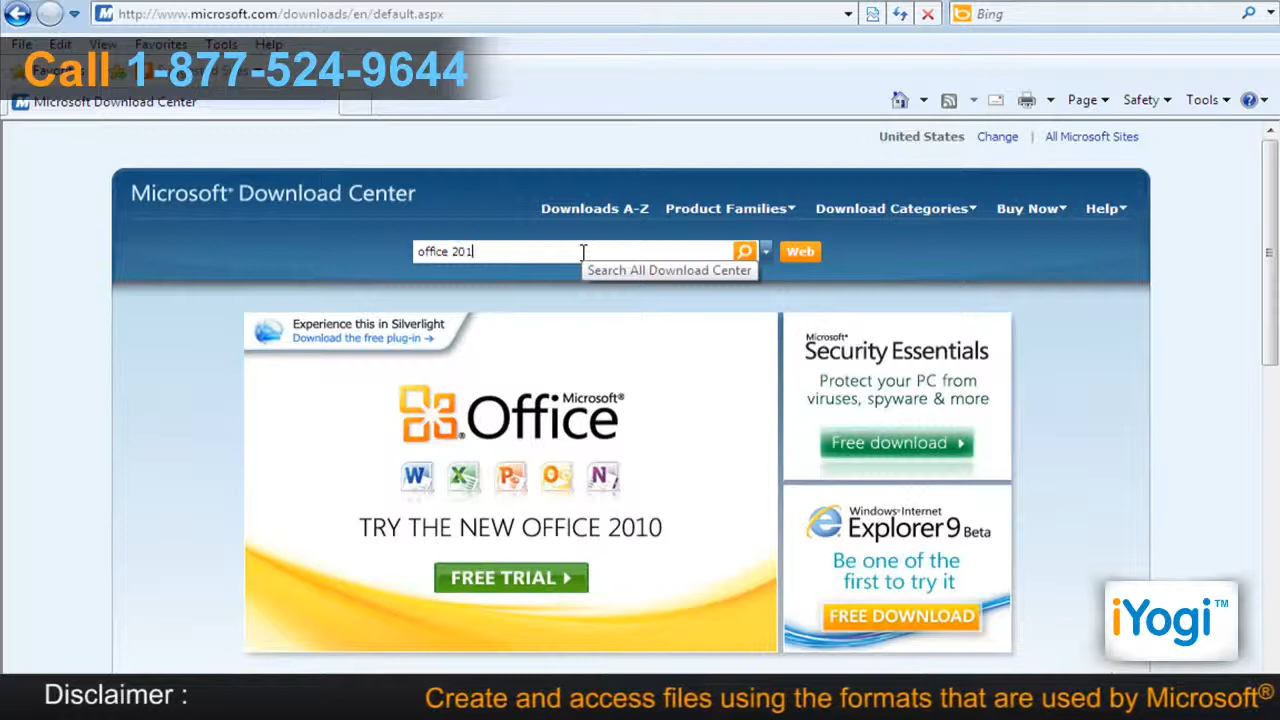 http://www.microsoft.com/downloads/en/default.aspx
Bing
File Edit View Favorites Tools Help
Call 1-877-524-9644
Microsoft Download Center
Page Safety Tools
United States Change | All Microsoft Sites
Microsoft® Download Center
Downloads A-Z Product Families Download Categories Buy Now Help
office 201
Web
Search All Download Center
Experience this in Silverlight
Download the free plug-in →
Microsoft®
Office
TRY THE NEW OFFICE 2010
FREE TRIAL
Microsoft®
Security Essentials
Protect your PC from
viruses, spyware & more
Free download
Windows® Internet
Explorer 9 Beta
Be one of the
first to try it
FREE DOWNLOAD
iYogi™
Disclaimer :
Create and access files using the formats that are used by Microsoft®